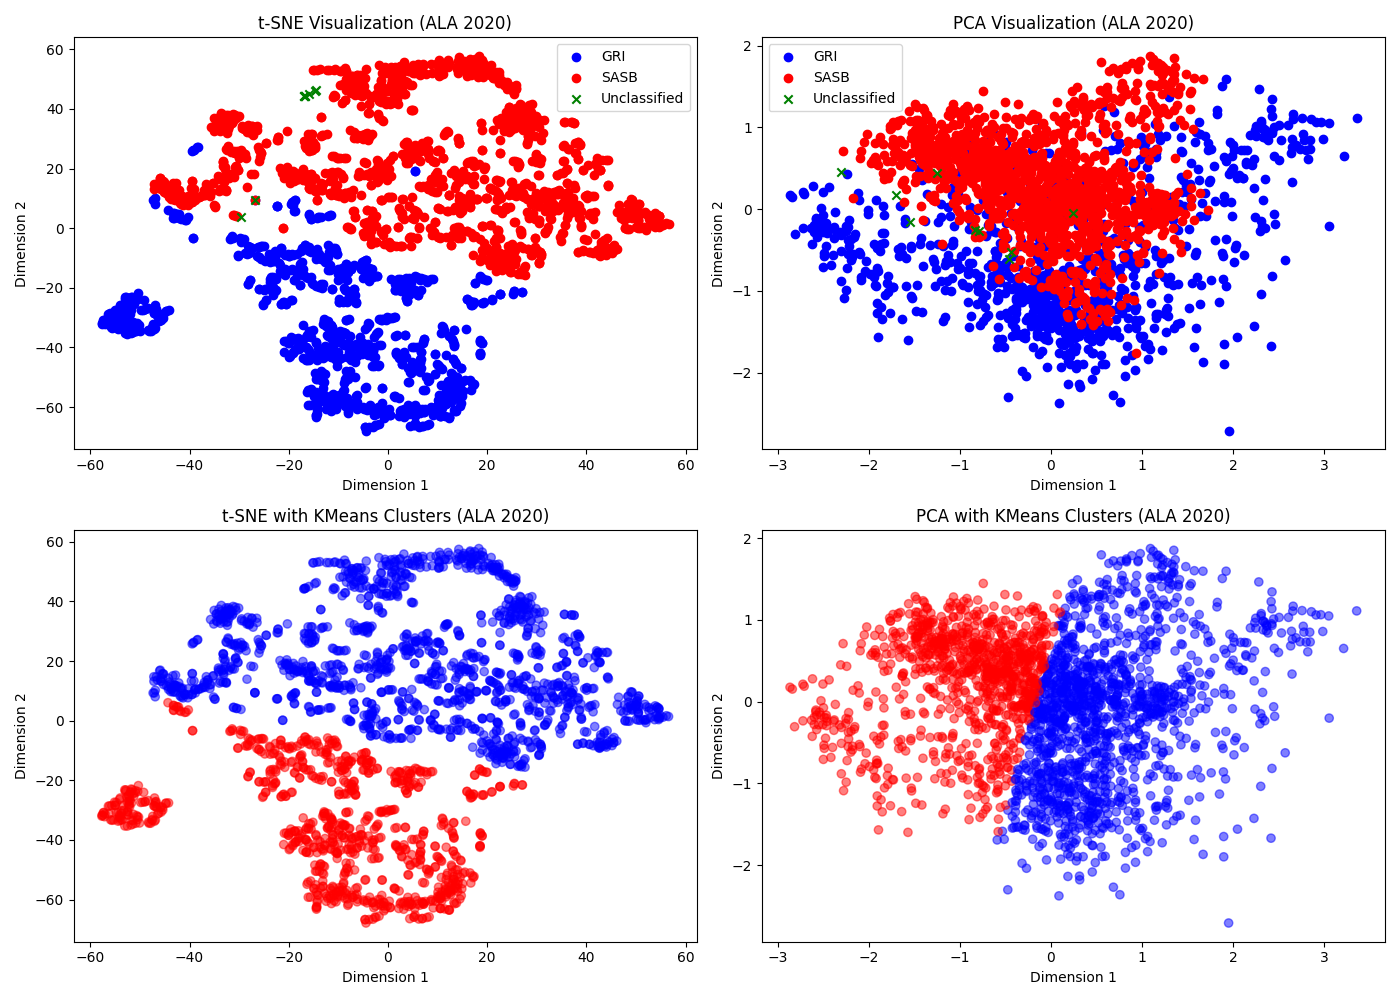 t-SNE Visualization (ALA 2020)
60
40
20
0
−20
−40
−60
Dimension 2
GRI
SASB
Unclassified
−60
−40
−20
0
20
40
60
Dimension 1
PCA Visualization (ALA 2020)
2
1
0
−1
−2
Dimension 2
GRI
SASB
Unclassified
−3
−2
−1
0
1
2
3
Dimension 1
t-SNE with KMeans Clusters (ALA 2020)
60
40
20
0
−20
−40
−60
Dimension 2
−60
−40
−20
0
20
40
60
Dimension 1
PCA with KMeans Clusters (ALA 2020)
2
1
0
−1
−2
Dimension 2
−3
−2
−1
0
1
2
3
Dimension 1